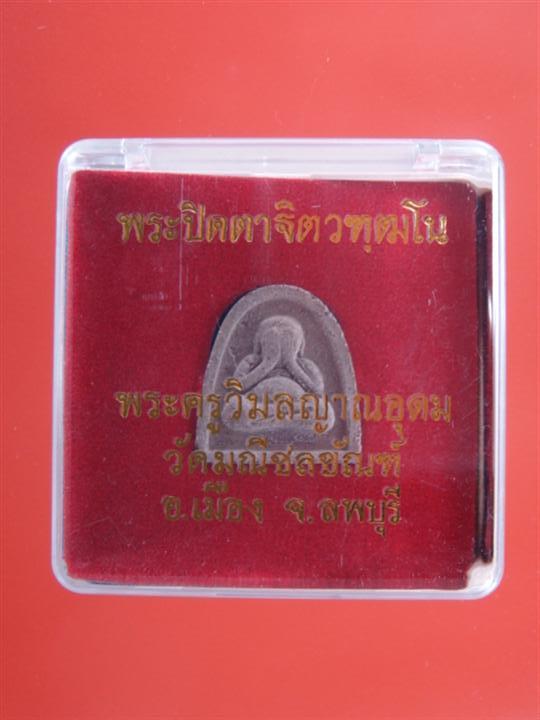 พระปิดตาจิตวฑฺฒโน
พระครูวิมลญาณอุดม
วัดมณีชลขัณฑ์
อ.เมือง จ.ลพบุรี